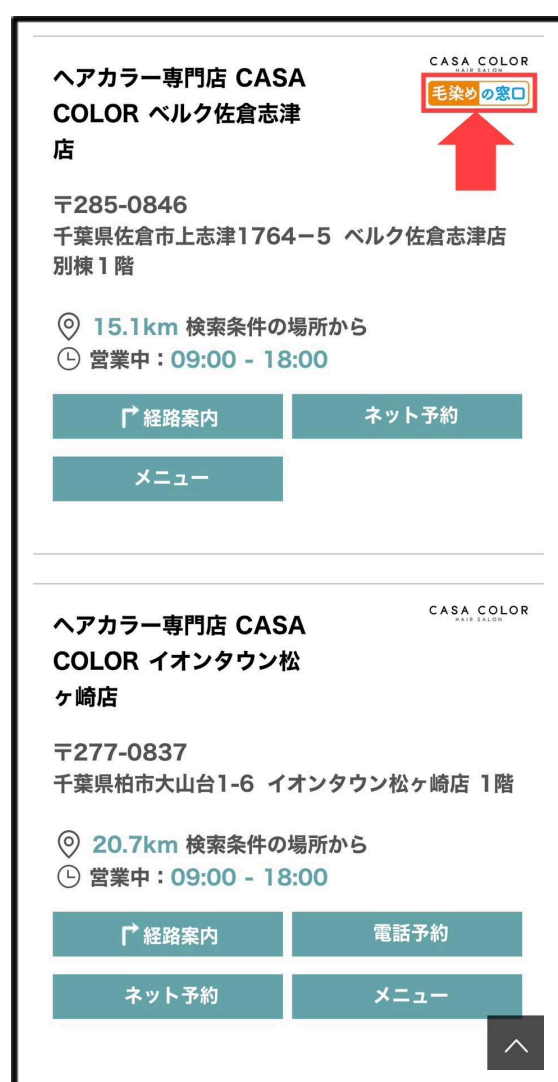 ヘアカラー専門店 CASA
COLOR ベルク佐倉志津
店
CASA COLOR
HAIR SALON
毛染めの窓口
〒285-0846
千葉県佐倉市上志津1764ー5 ベルク佐倉志津店
別棟１階
15.1km 検索条件の場所から
営業中：09:00 - 18:00
経路案内
ネット予約
メニュー
ヘアカラー専門店 CASA
COLOR イオンタウン松
ヶ崎店
CASA COLOR
HAIR SALON
〒277-0837
千葉県柏市大山台1-6 イオンタウン松ヶ崎店 1階
20.7km 検索条件の場所から
営業中：09:00 - 18:00
経路案内
電話予約
ネット予約
メニュー